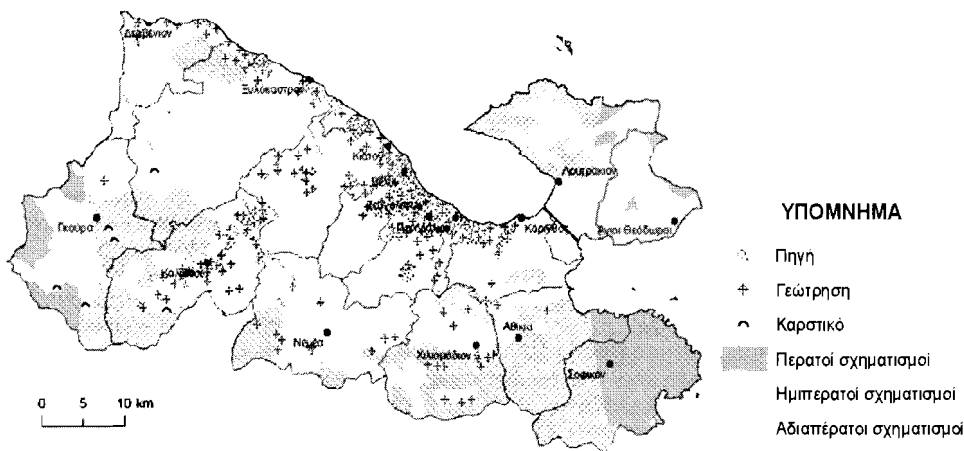 Δερβένιον
Ξυλόκαστρον
Κιάτο
Λουτράκιον
Γκούρα
Κόρινθος
Άγιοι Θεόδωροι
Νεμέα
Χιλιομόδιον
Αθίκια
Σοφικόν
0 5 10 km
ΥΠΟΜΝΗΜΑ
Πηγή
Γεώτρηση
Καρστικό
Περατοί σχηματισμοί
Ημιπερατοί σχηματισμοί
Αδιαπέρατοι σχηματισμοί